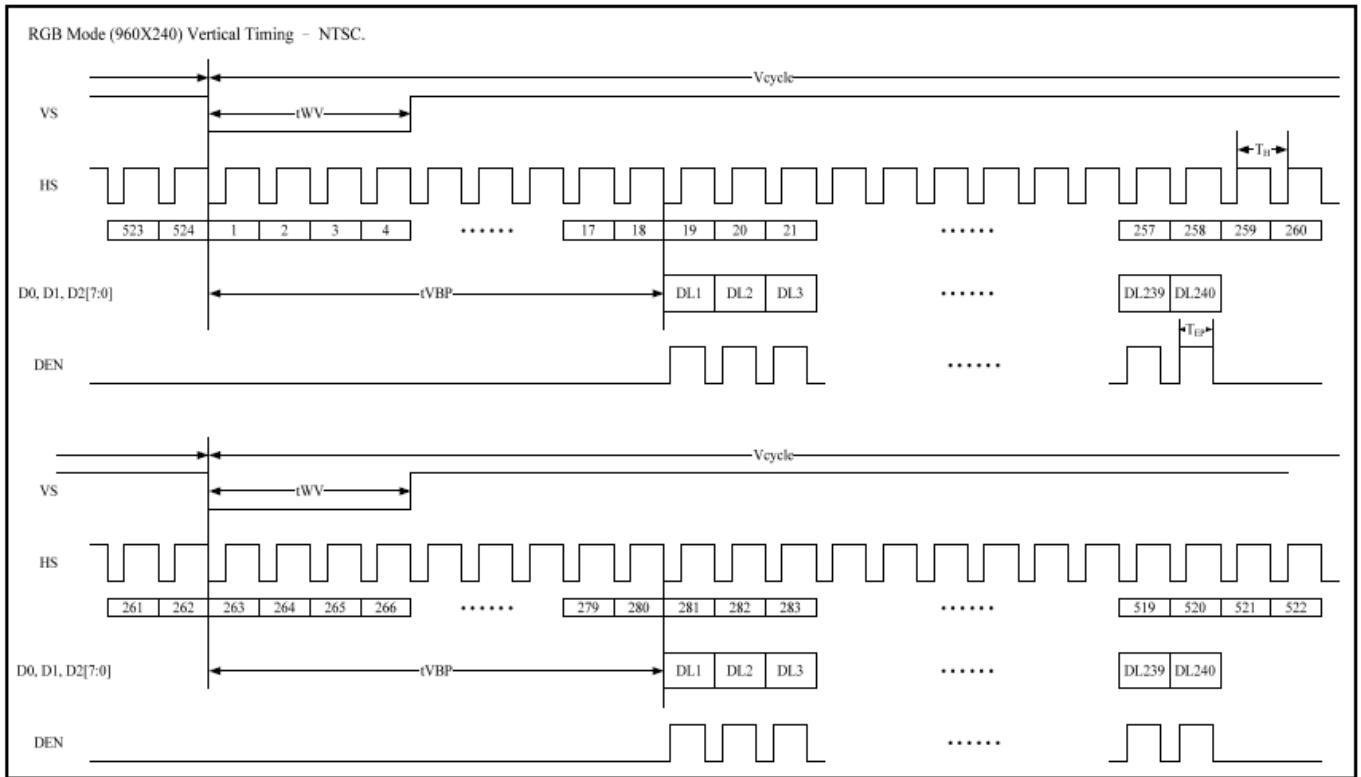 RGB Mode (960X240) Vertical Timing – NTSC.
Vcycle
VS
tWV
TH
HS
523 524 1 2 3 4 ...... 17 18 19 20 21 ...... 257 258 259 260
D0, D1, D2[7:0]
tVBP
DL1 DL2 DL3 ...... DL239 DL240
TEP
DEN
......
Vcycle
VS
tWV
HS
261 262 263 264 265 266 ...... 279 280 281 282 283 ...... 519 520 521 522
D0, D1, D2[7:0]
tVBP
DL1 DL2 DL3 ...... DL239 DL240
DEN
......